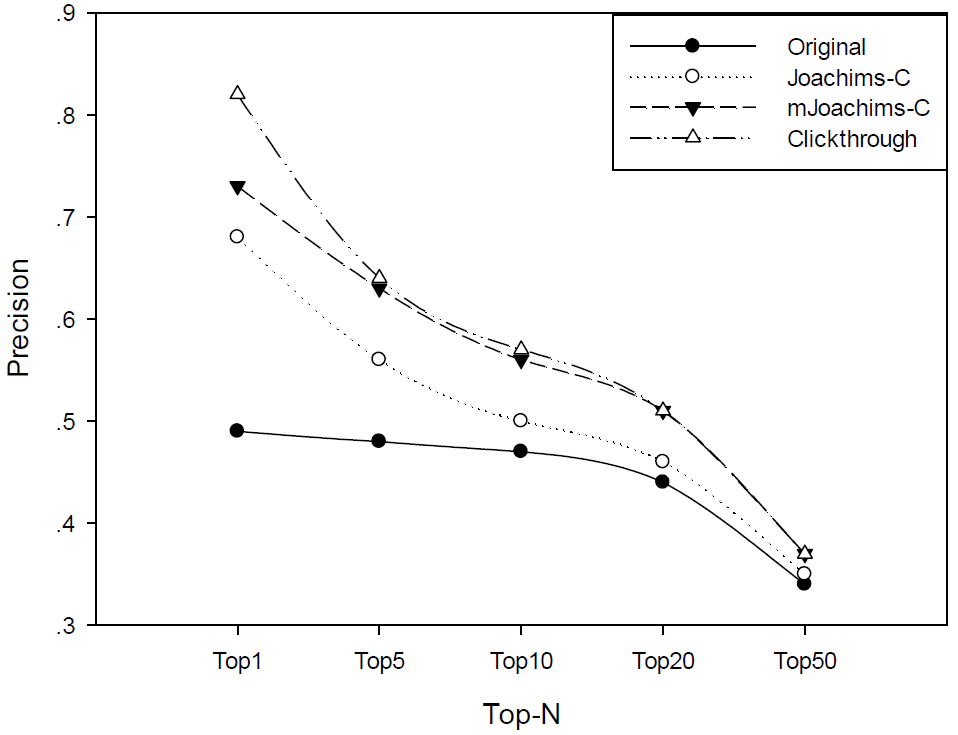 .9
.8
.7
.6
.5
.4
.3
Precision
Original
Joachims-C
mJoachims-C
Clickthrough
Top1 Top5 Top10 Top20 Top50
Top-N